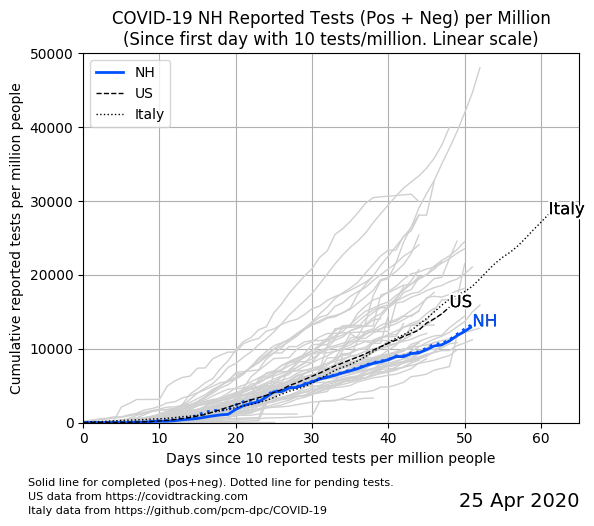 COVID-19 NH Reported Tests (Pos + Neg) per Million
(Since first day with 10 tests/million. Linear scale)
Cumulative reported tests per million people
50000
40000
30000
20000
10000
0
NH
US
Italy
Italy
US
NH
0 10 20 30 40 50 60
Days since 10 reported tests per million people
Solid line for completed (pos+neg). Dotted line for pending tests.
US data from https://covidtracking.com
Italy data from https://github.com/pcm-dpc/COVID-19
25 Apr 2020